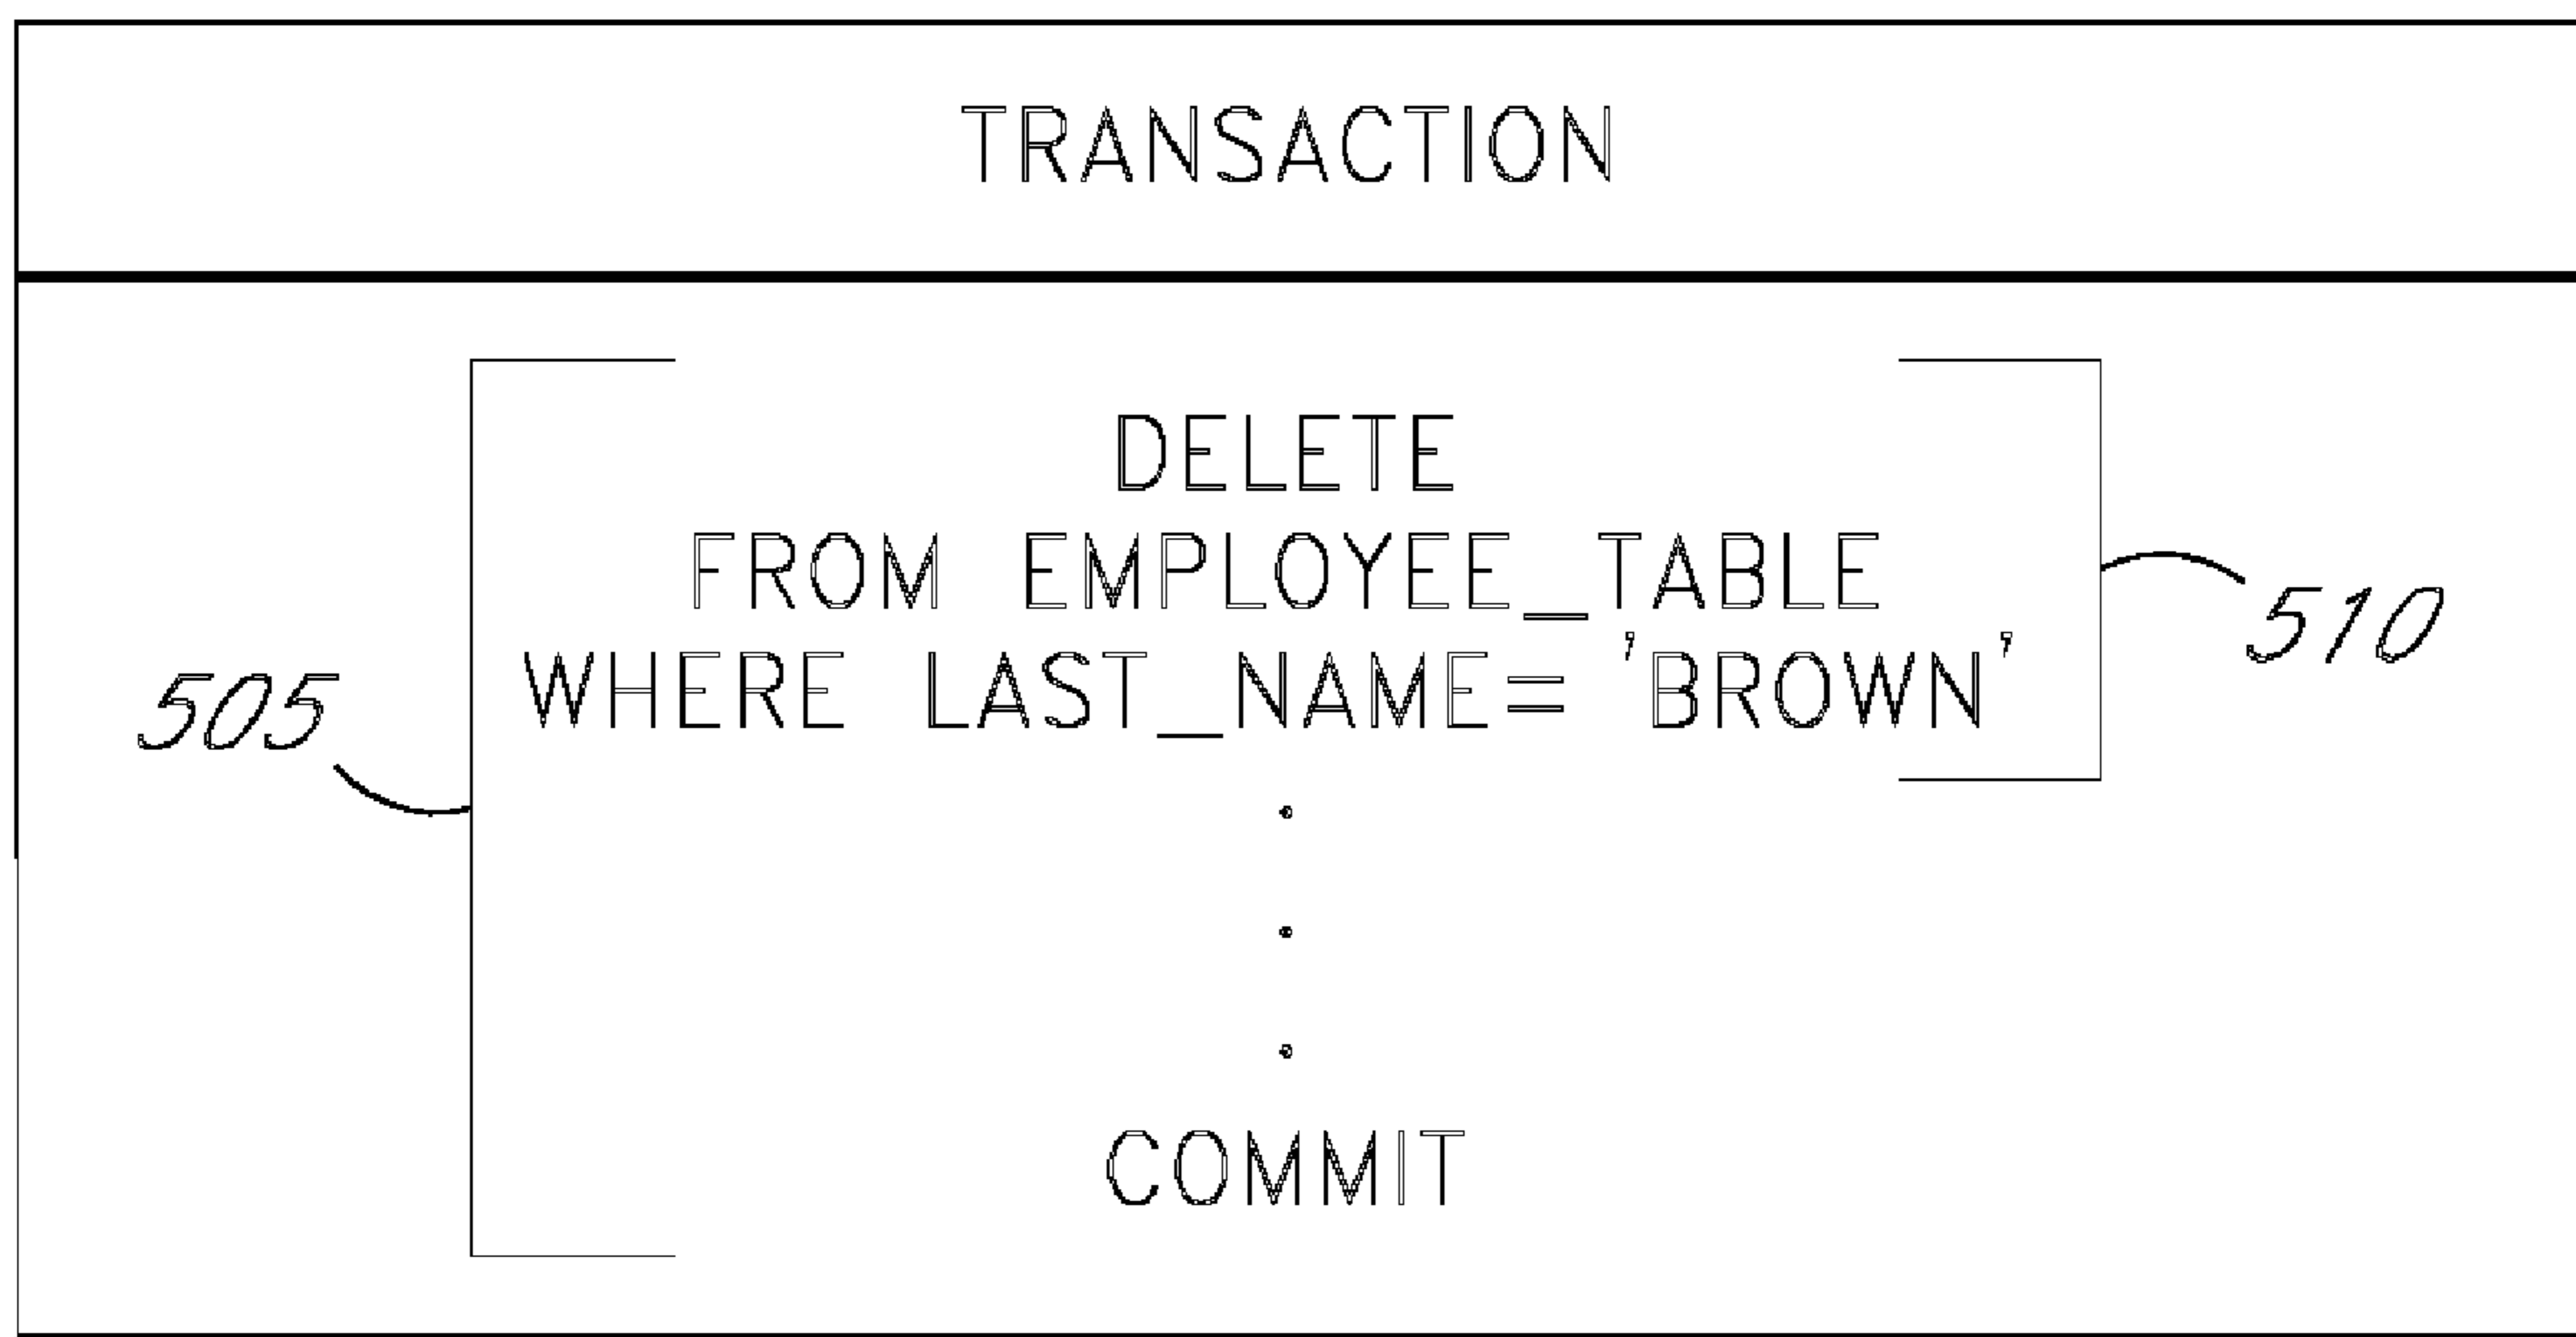 TRANSACTION
DELETE
FROM EMPLOYEE_TABLE
510
WHERE LAST_NAME= 'BROWN'
505
.
.
.
COMMIT